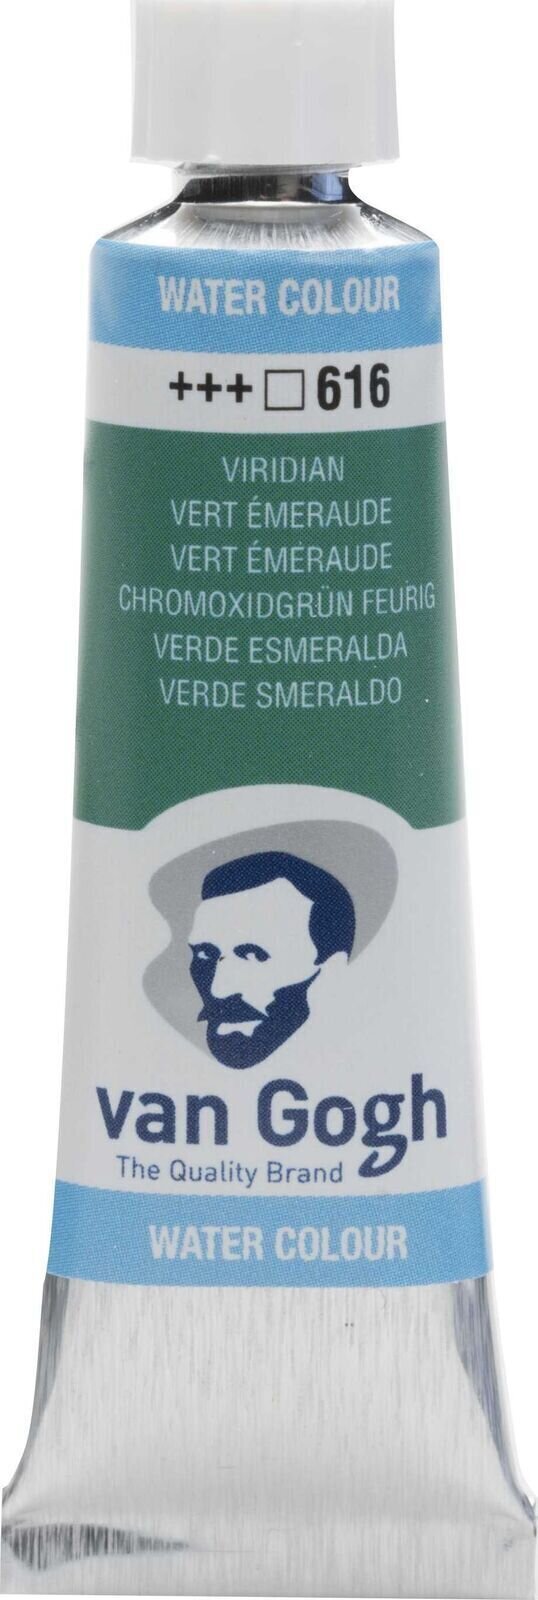 WATER COLOUR
+++ □ 616
VIRIDIAN
VERT ÉMERAUDE
VERT ÉMERAUDE
CHROMOXIDGRÜN FEURIG
VERDE ESMERALDA
VERDE SMERALDO
van Gogh
The Quality Brand
WATER COLOUR